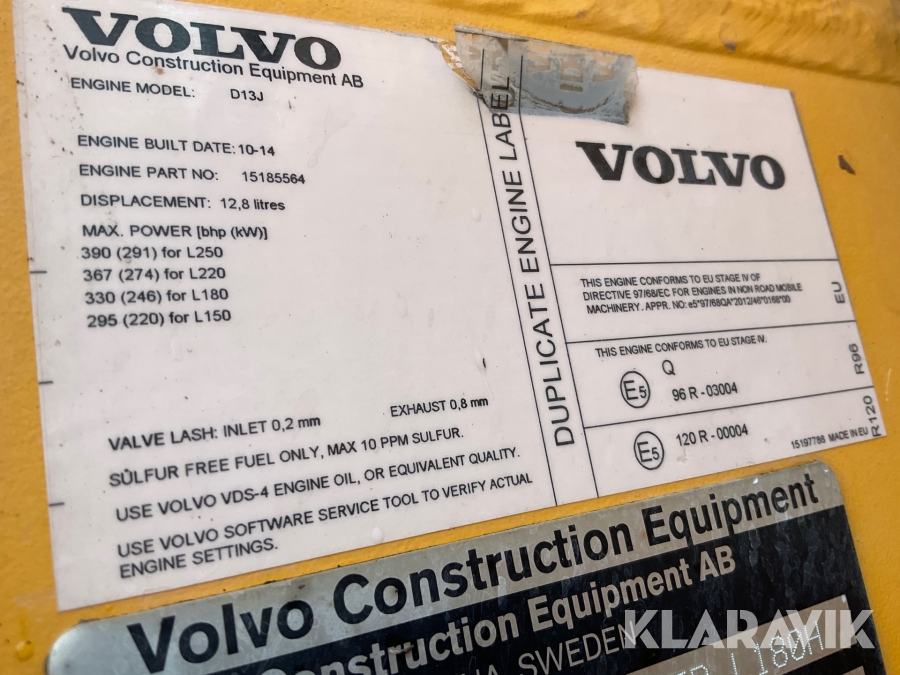 VOLVO
Volvo Construction Equipment AB
ENGINE MODEL: D13J
ENGINE BUILT DATE: 10-14
ENGINE PART NO: 15185564
DISPLACEMENT: 12,8 litres
MAX. POWER [bhp (kW)]
390 (291) for L250
367 (274) for L220
330 (246) for L180
295 (220) for L150
VALVE LASH: INLET 0,2 mm EXHAUST 0,8 mm
SULFUR FREE FUEL ONLY, MAX 10 PPM SULFUR.
USE VOLVO VDS-4 ENGINE OIL, OR EQUIVALENT QUALITY.
USE VOLVO SOFTWARE SERVICE TOOL TO VERIFY ACTUAL
ENGINE SETTINGS.
DUPLICATE ENGINE LABEL
VOLVO
THIS ENGINE CONFORMS TO EU STAGE IV OF
DIRECTIVE 97/68/EC FOR ENGINES IN NON ROAD MOBILE
MACHINERY. APPR. NO: e5*97/68QA*2012/46*0168*00
EU
THIS ENGINE CONFORMS TO EU STAGE IV.
E5 Q
96 R-03004
R96
E5 120 R-00004
R120
15197786 MADE IN EU
Volvo Construction Equipment
Construction Equipment AB
SWEDEN
L180H
KLARAVIK